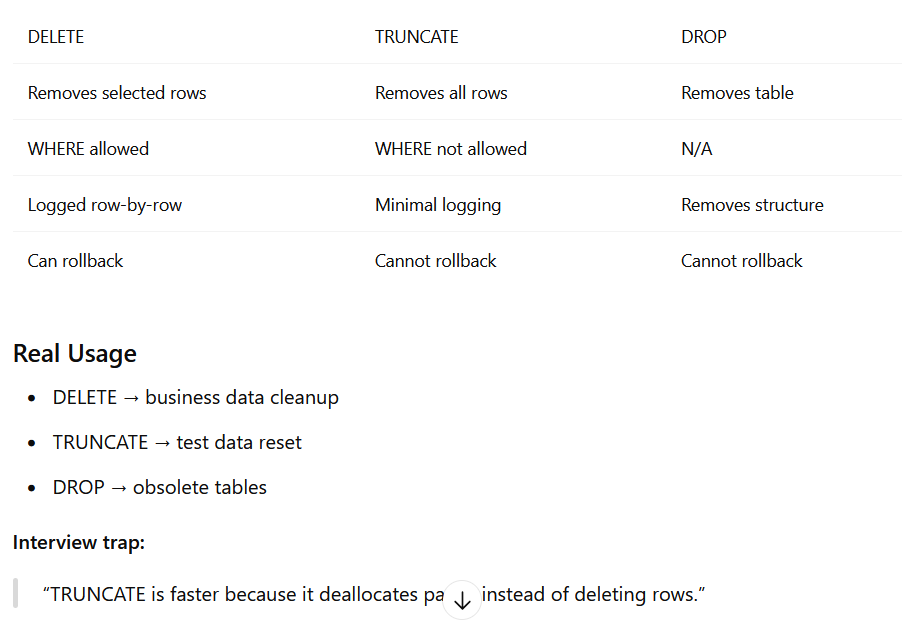 DELETE TRUNCATE DROP
Removes selected rows Removes all rows Removes table
WHERE allowed WHERE not allowed N/A
Logged row-by-row Minimal logging Removes structure
Can rollback Cannot rollback Cannot rollback
Real Usage
• DELETE → business data cleanup
• TRUNCATE → test data reset
• DROP → obsolete tables
Interview trap:
“TRUNCATE is faster because it deallocates instead of deleting rows.”